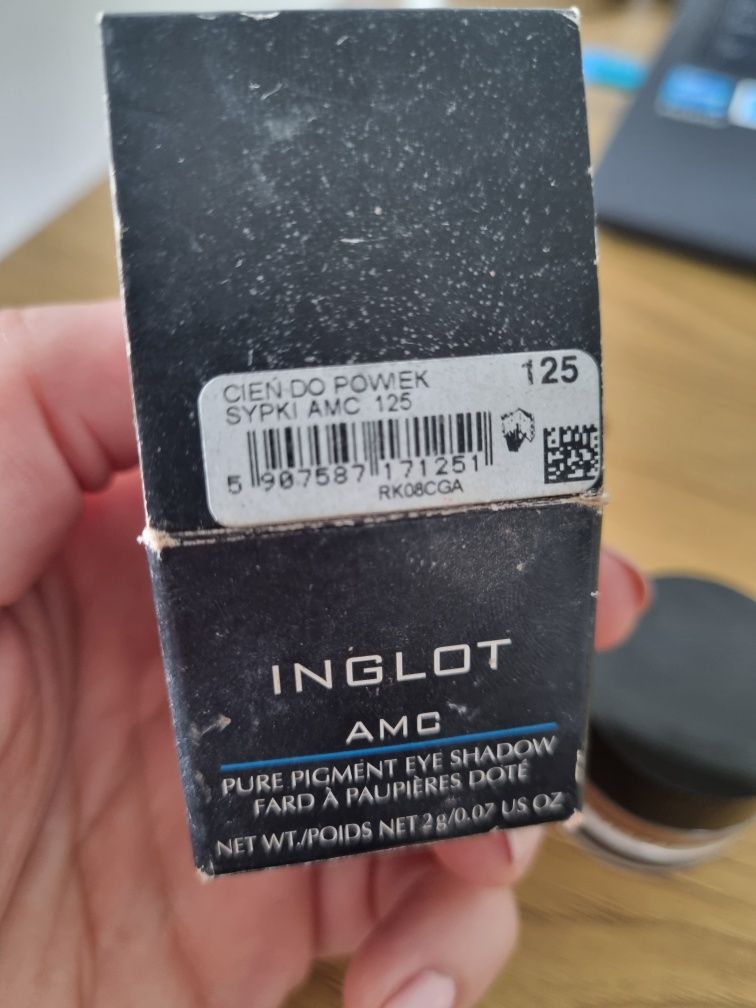 CIEŃ DO POWIEK 125
SYPKI AMC 125
5 907587 171251
RK08CGA
INGLOT
AMC
PURE PIGMENT EYE SHADOW
FARD À PAUPIÈRES DOTÉ
NET WT./POIDS NET 2g/0.07 US OZ